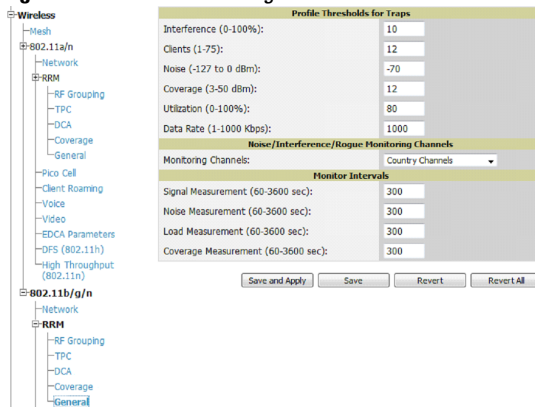 Wireless
Mesh
802.11a/n
Network
RRM
RF Grouping
TPC
DCA
Coverage
General
Pico Cell
Client Roaming
Voice
Video
EDCA Parameters
DFS (802.11h)
High Throughput
(802.11n)
802.11b/g/n
Network
RRM
RF Grouping
TPC
DCA
Coverage
General
Profile Thresholds for Traps
Interference (0-100%): 10
Clients (1-75): 12
Noise (-127 to 0 dBm): -70
Coverage (3-50 dBm): 12
Utilization (0-100%): 80
Data Rate (1-1000 Kbps): 1000
Noise/Interference/Rogue Monitoring Channels
Monitoring Channels: Country Channels
Monitor Intervals
Signal Measurement (60-3600 sec): 300
Noise Measurement (60-3600 sec): 300
Load Measurement (60-3600 sec): 300
Coverage Measurement (60-3600 sec): 300
Save and Apply Save Revert Revert All